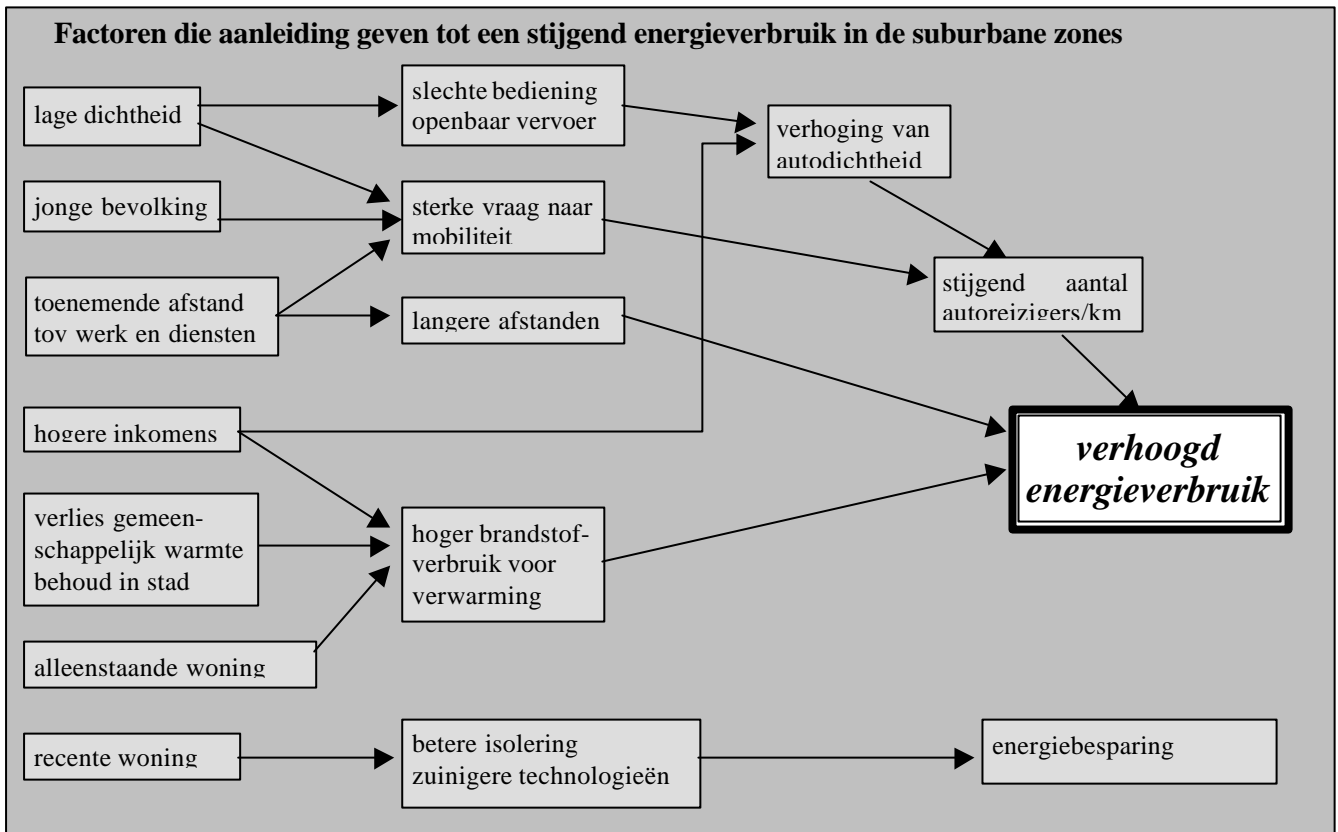 Factoren die aanleiding geven tot een stijgend energieverbruik in de suburbane zones
lage dichtheid
slechte bediening
openbaar vervoer
verhoging van
autodichtheid
jonge bevolking
sterke vraag naar
mobiliteit
toenemende afstand
tov werk en diensten
langere afstanden
stijgend aantal
autoreizigers/km
hogere inkomens
verhoogd
energieverbruik
verlies gemeen-
schappelijk warmte
behoud in stad
hoger brandstof-
verbruik voor
verwarming
alleenstaande woning
recente woning
betere isolering
zuinigere technologieën
energiebesparing